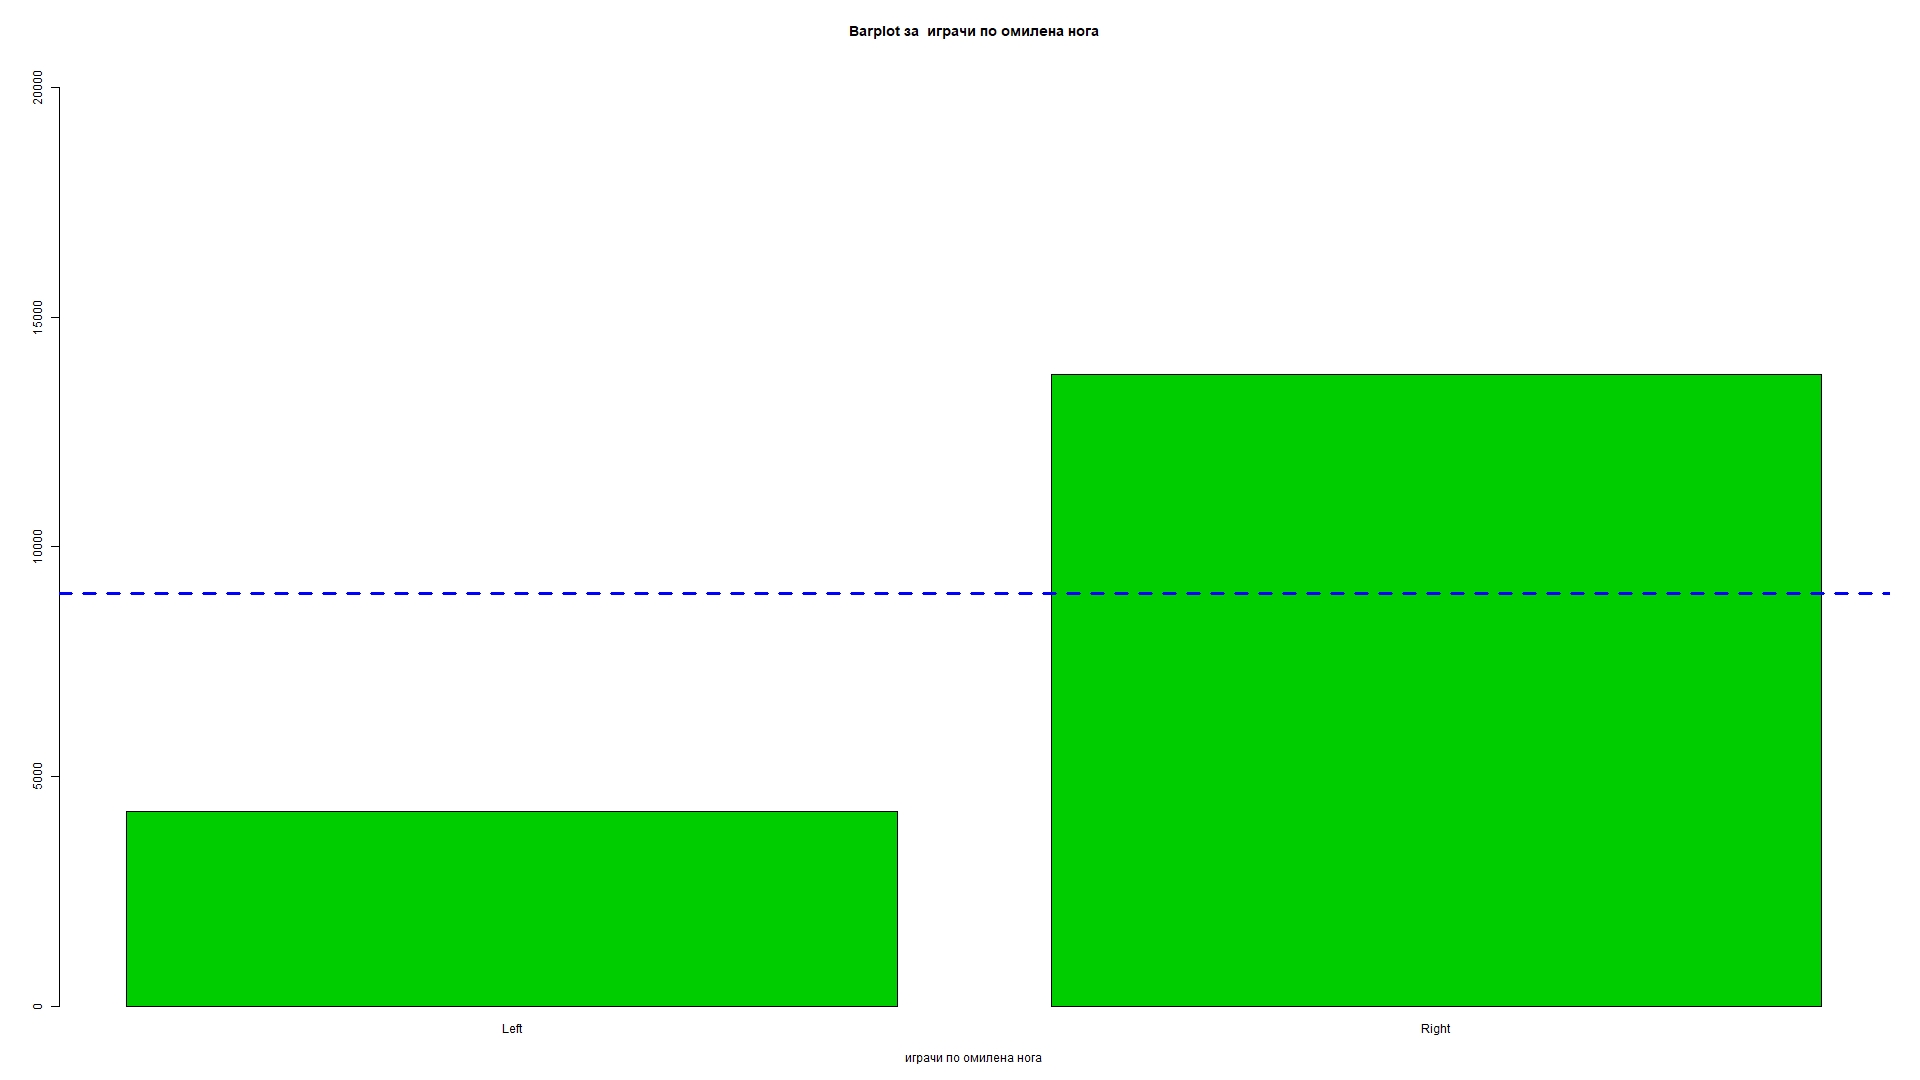 Barplot за  играчи по омилена нога
20000
15000
10000
5000
0
Left
Right
играчи по омилена нога